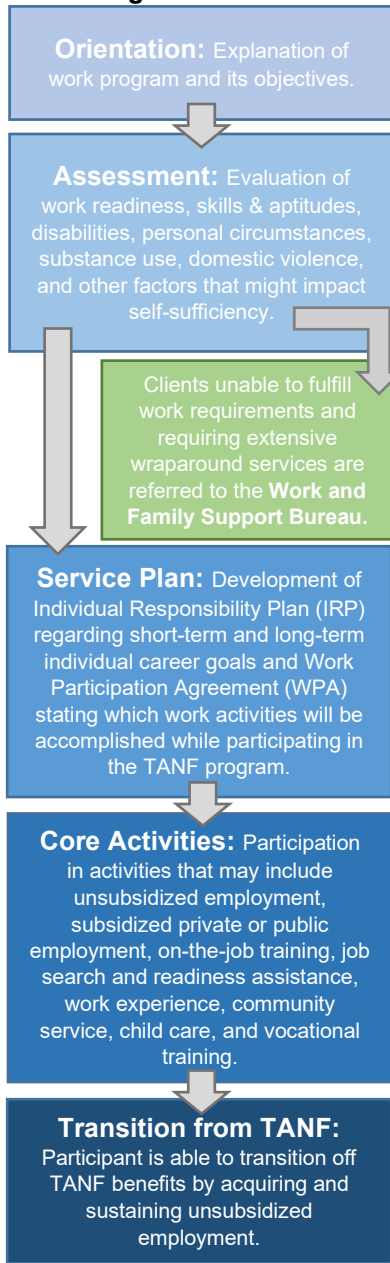 Orientation: Explanation of
work program and its objectives.
Assessment: Evaluation of
work readiness, skills & aptitudes,
disabilities, personal circumstances,
substance use, domestic violence,
and other factors that might impact
self-sufficiency.
Clients unable to fulfill
work requirements and
requiring extensive
wraparound services are
referred to the Work and
Family Support Bureau.
Service Plan: Development of
Individual Responsibility Plan (IRP)
regarding short-term and long-term
individual career goals and Work
Participation Agreement (WPA)
stating which work activities will be
accomplished while participating in
the TANF program.
Core Activities: Participation
in activities that may include
unsubsidized employment,
subsidized private or public
employment, on-the-job training, job
search and readiness assistance,
work experience, community
service, child care, and vocational
training.
Transition from TANF:
Participant is able to transition off
TANF benefits by acquiring and
sustaining unsubsidized
employment.